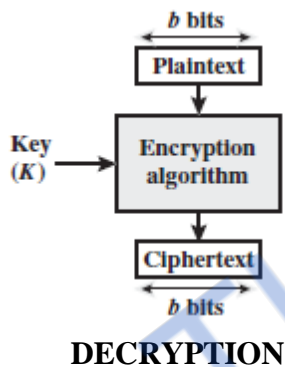 b bits
Plaintext
Key
(K)
Encryption
algorithm
Ciphertext
b bits
DECRYPTION